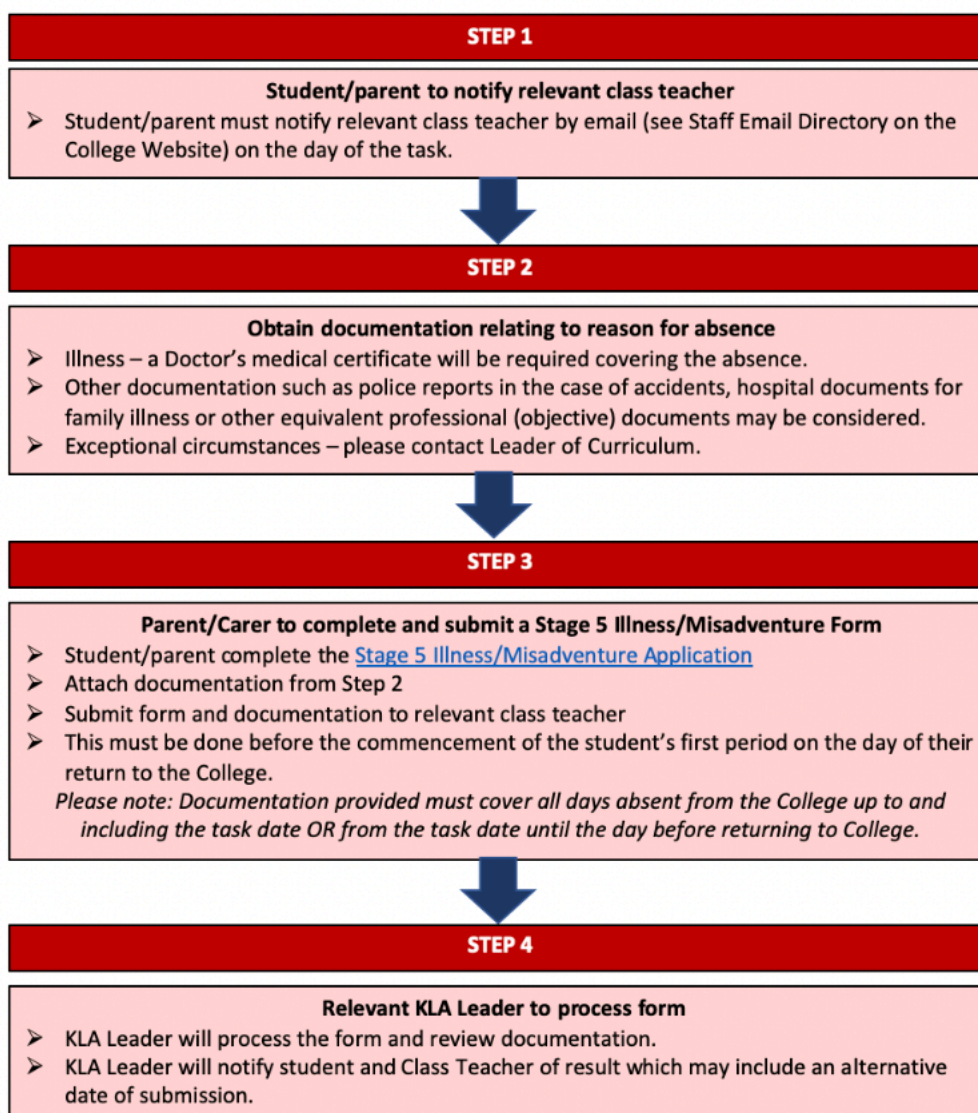 STEP 1
Student/parent to notify relevant class teacher
➢ Student/parent must notify relevant class teacher by email (see Staff Email Directory on the
College Website) on the day of the task.
STEP 2
Obtain documentation relating to reason for absence
➢ Illness – a Doctor’s medical certificate will be required covering the absence.
➢ Other documentation such as police reports in the case of accidents, hospital documents for
family illness or other equivalent professional (objective) documents may be considered.
➢ Exceptional circumstances – please contact Leader of Curriculum.
STEP 3
Parent/Carer to complete and submit a Stage 5 Illness/Misadventure Form
➢ Student/parent complete the Stage 5 Illness/Misadventure Application
➢ Attach documentation from Step 2
➢ Submit form and documentation to relevant class teacher
➢ This must be done before the commencement of the student’s first period on the day of their
return to the College.
Please note: Documentation provided must cover all days absent from the College up to and
including the task date OR from the task date until the day before returning to College.
STEP 4
Relevant KLA Leader to process form
➢ KLA Leader will process the form and review documentation.
➢ KLA Leader will notify student and Class Teacher of result which may include an alternative
date of submission.